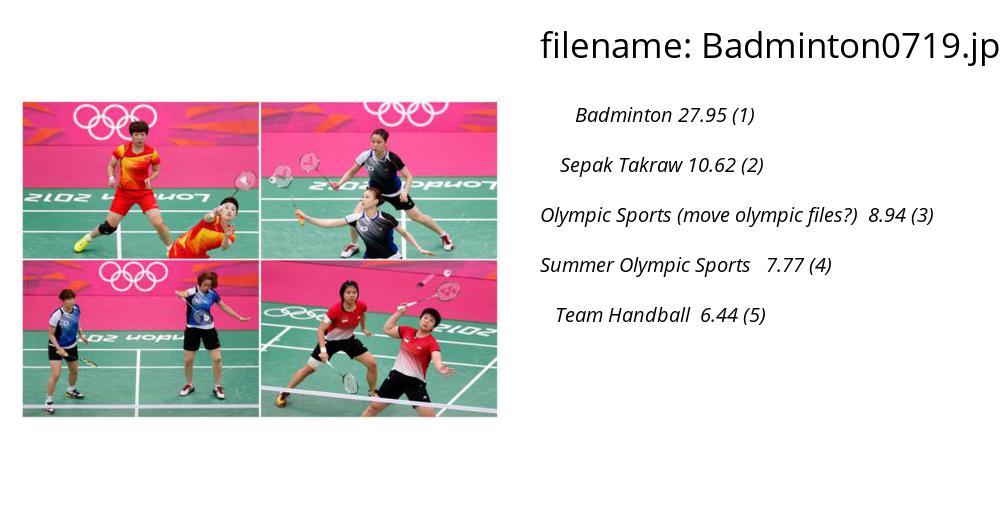 filename: Badminton0719.jp
Badminton 27.95 (1)
Sepak Takraw 10.62 (2)
Olympic Sports (move olympic files?) 8.94 (3)
Summer Olympic Sports 7.77 (4)
Team Handball 6.44 (5)
London 2012
London 2012
London 2012
2012